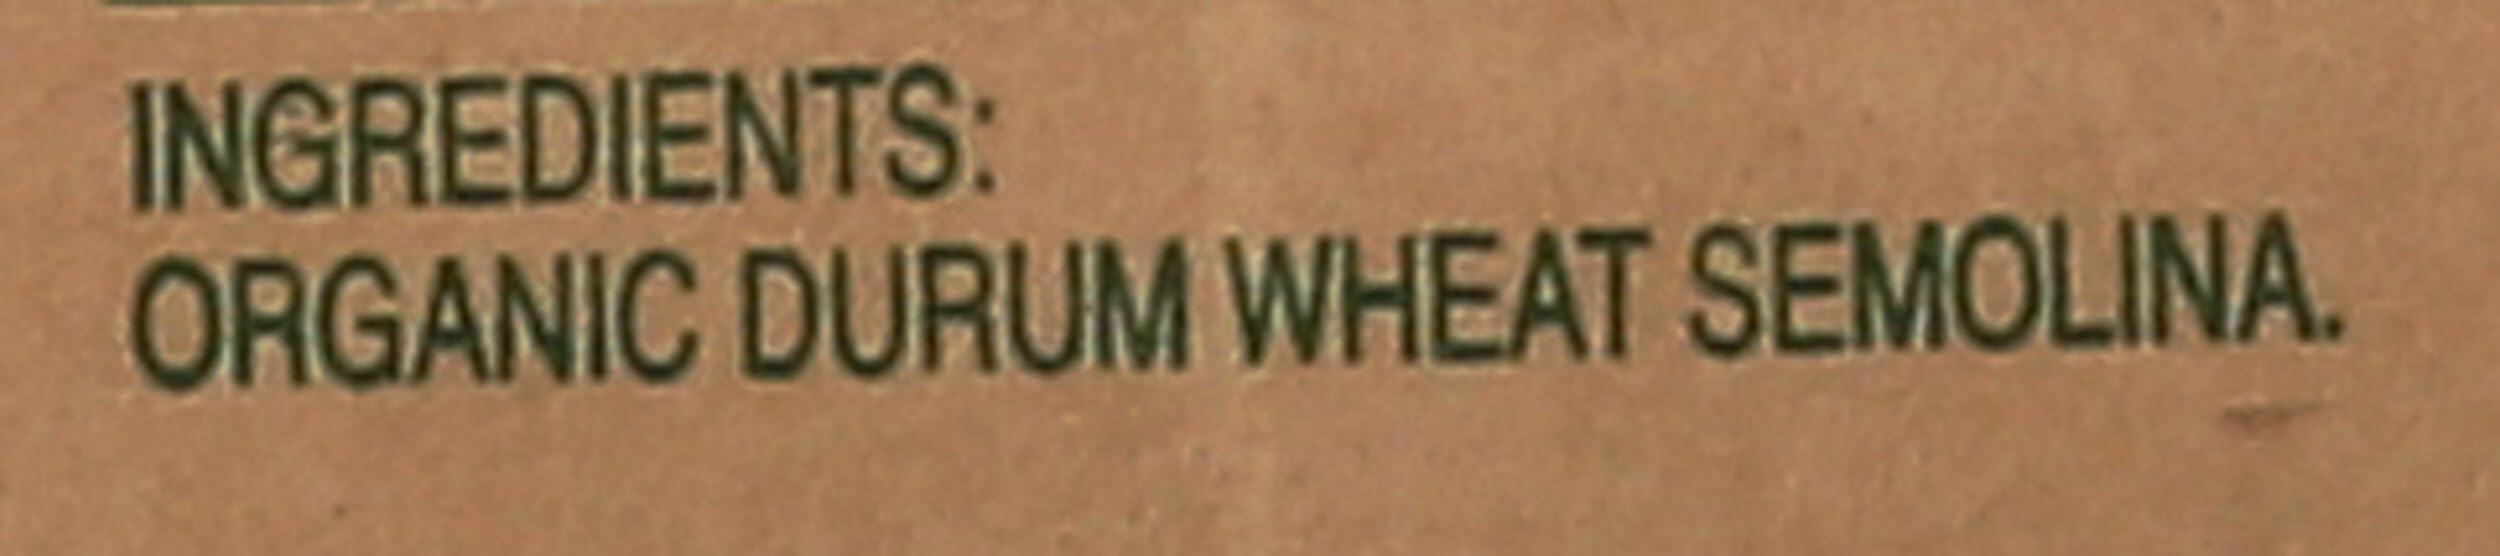 INGREDIENTS:
ORGANIC DURUM WHEAT SEMOLINA.